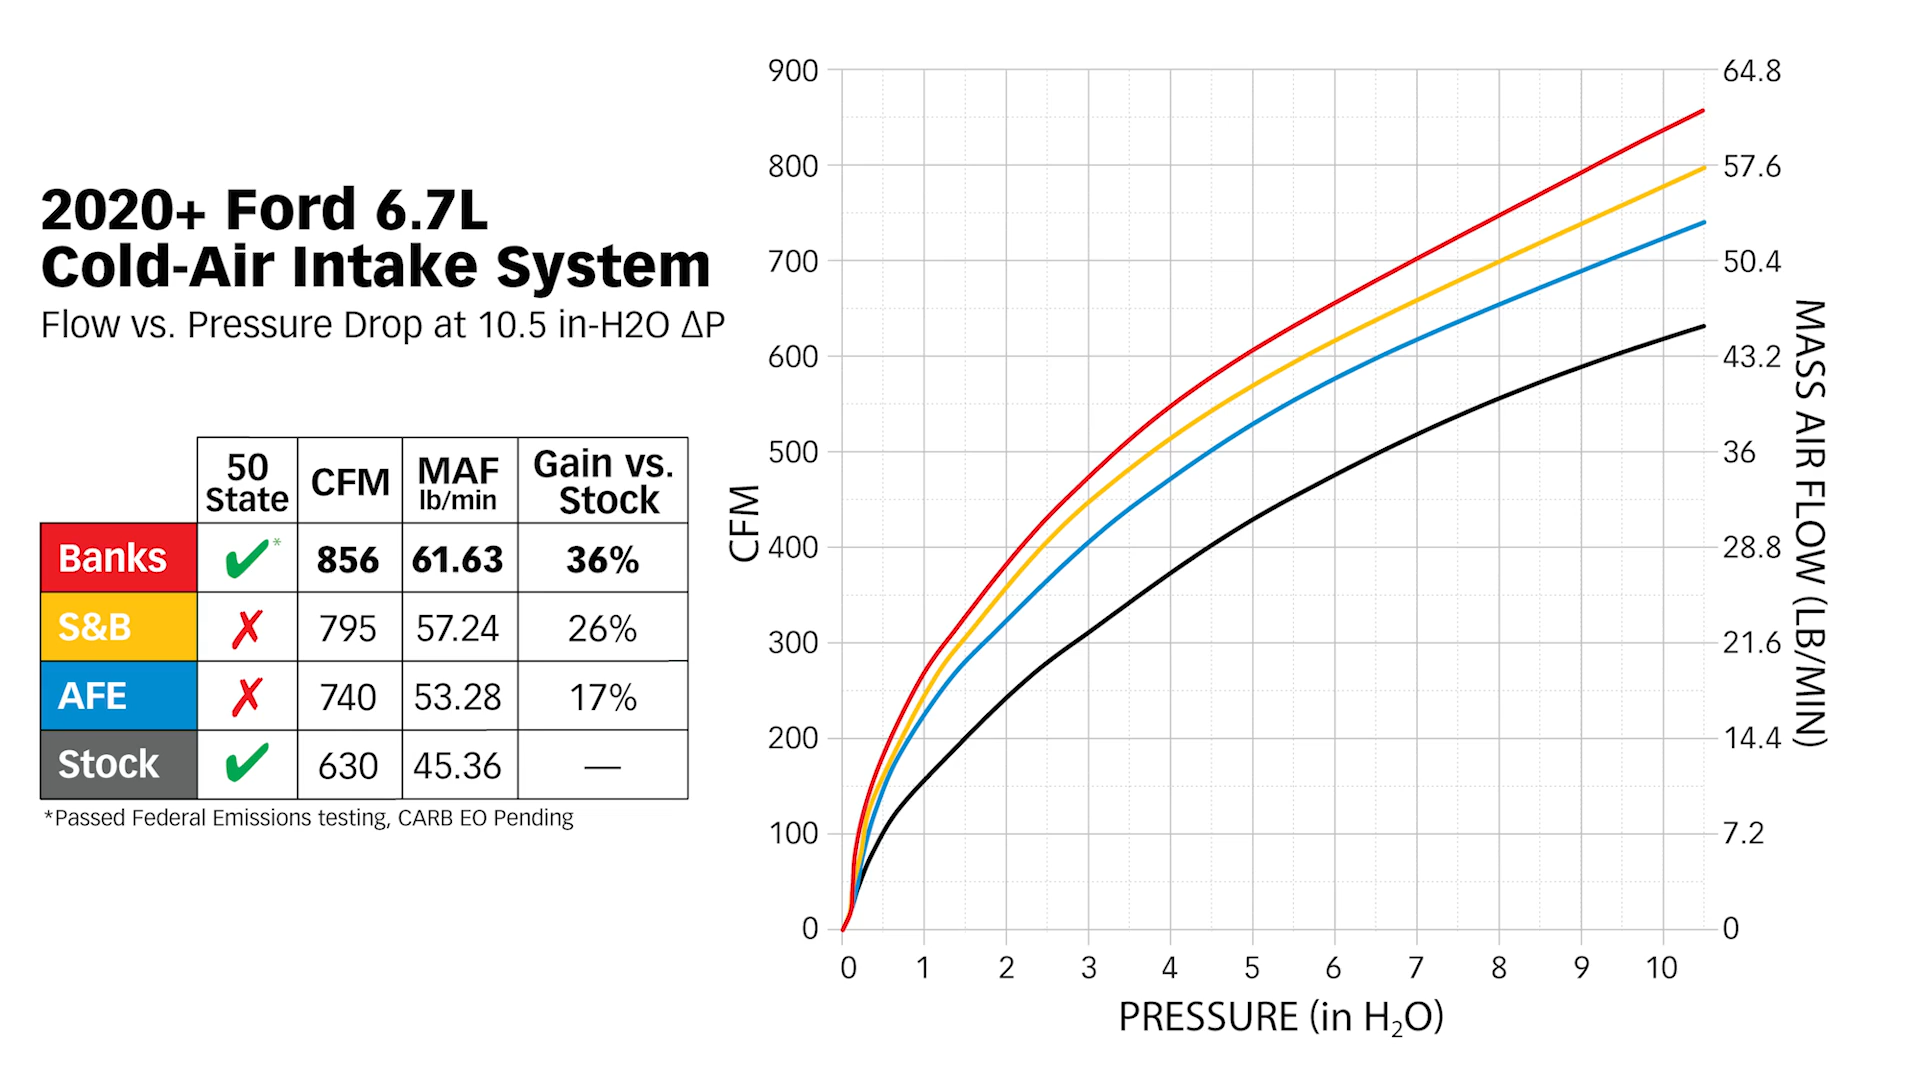 2020+ Ford 6.7L
Cold-Air Intake System
Flow vs. Pressure Drop at 10.5 in-H2O ΔP
50 State CFM MAF lb/min Gain vs. Stock
Banks ✔* 856 61.63 36%
S&B ✗ 795 57.24 26%
AFE ✗ 740 53.28 17%
Stock ✔ 630 45.36 —
*Passed Federal Emissions testing, CARB EO Pending
CFM
900
800
700
600
500
400
300
200
100
0
0 1 2 3 4 5 6 7 8 9 10
PRESSURE (in H₂O)
64.8
57.6
50.4
43.2
36
28.8
21.6
14.4
7.2
0
MASS AIR FLOW (LB/MIN)